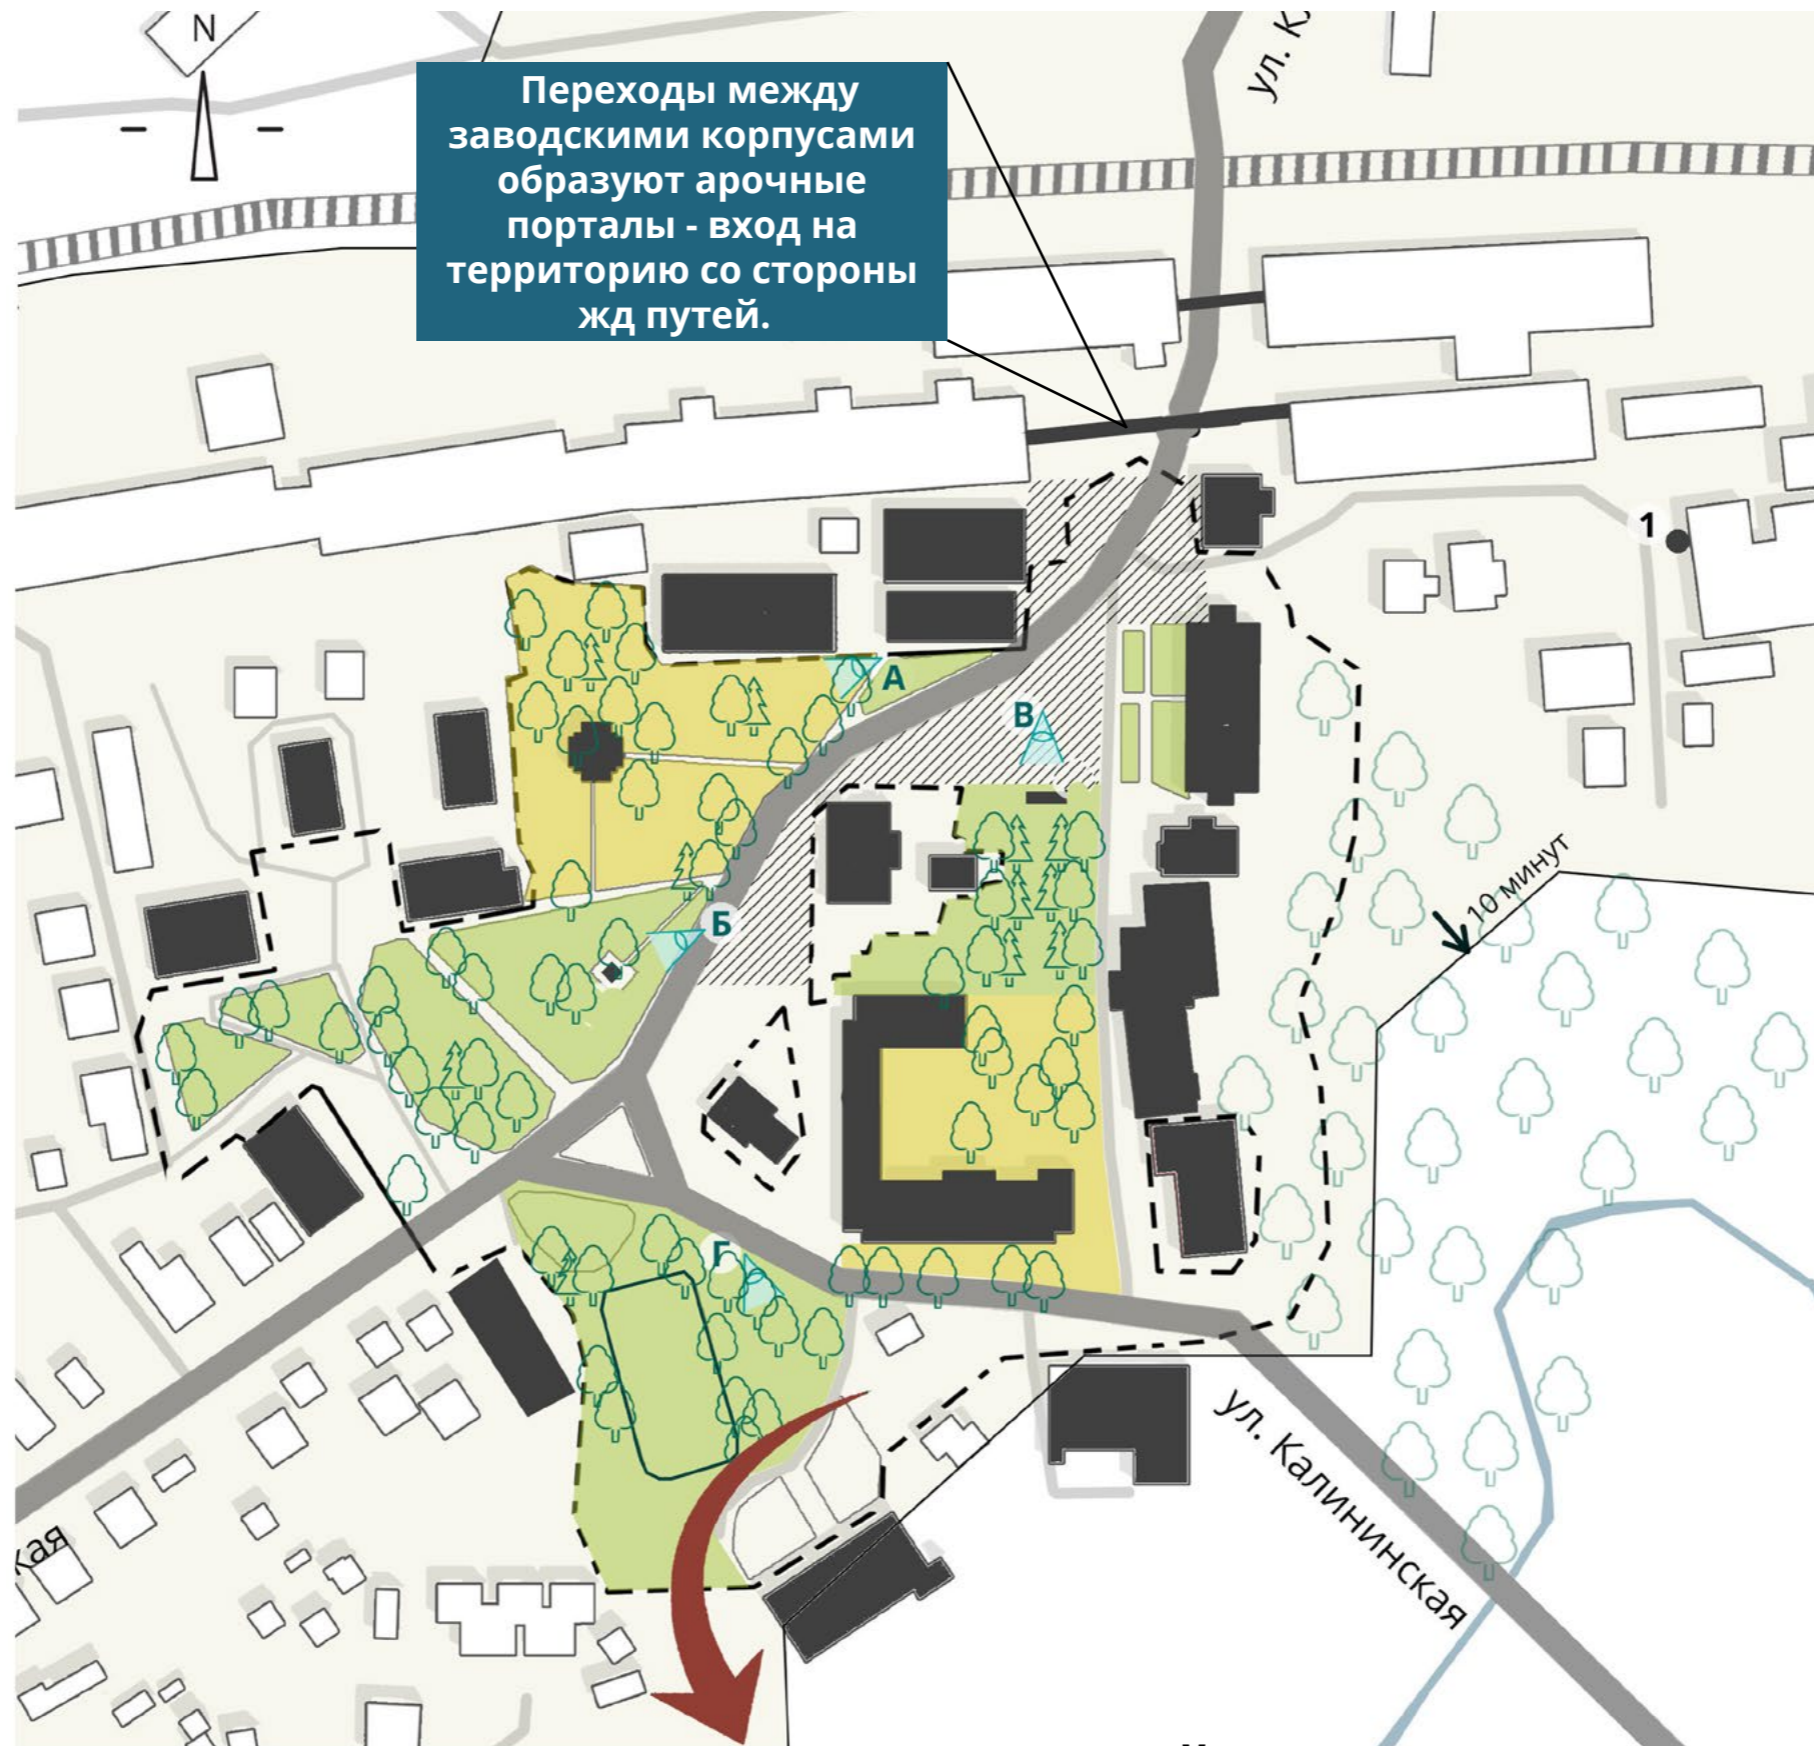 N
ул. К
Переходы между
заводскими корпусами
образуют арочные
порталы - вход на
территорию со стороны
жд путей.
1
А
В
Б
10 минут
Г
ул. Калининская
кая